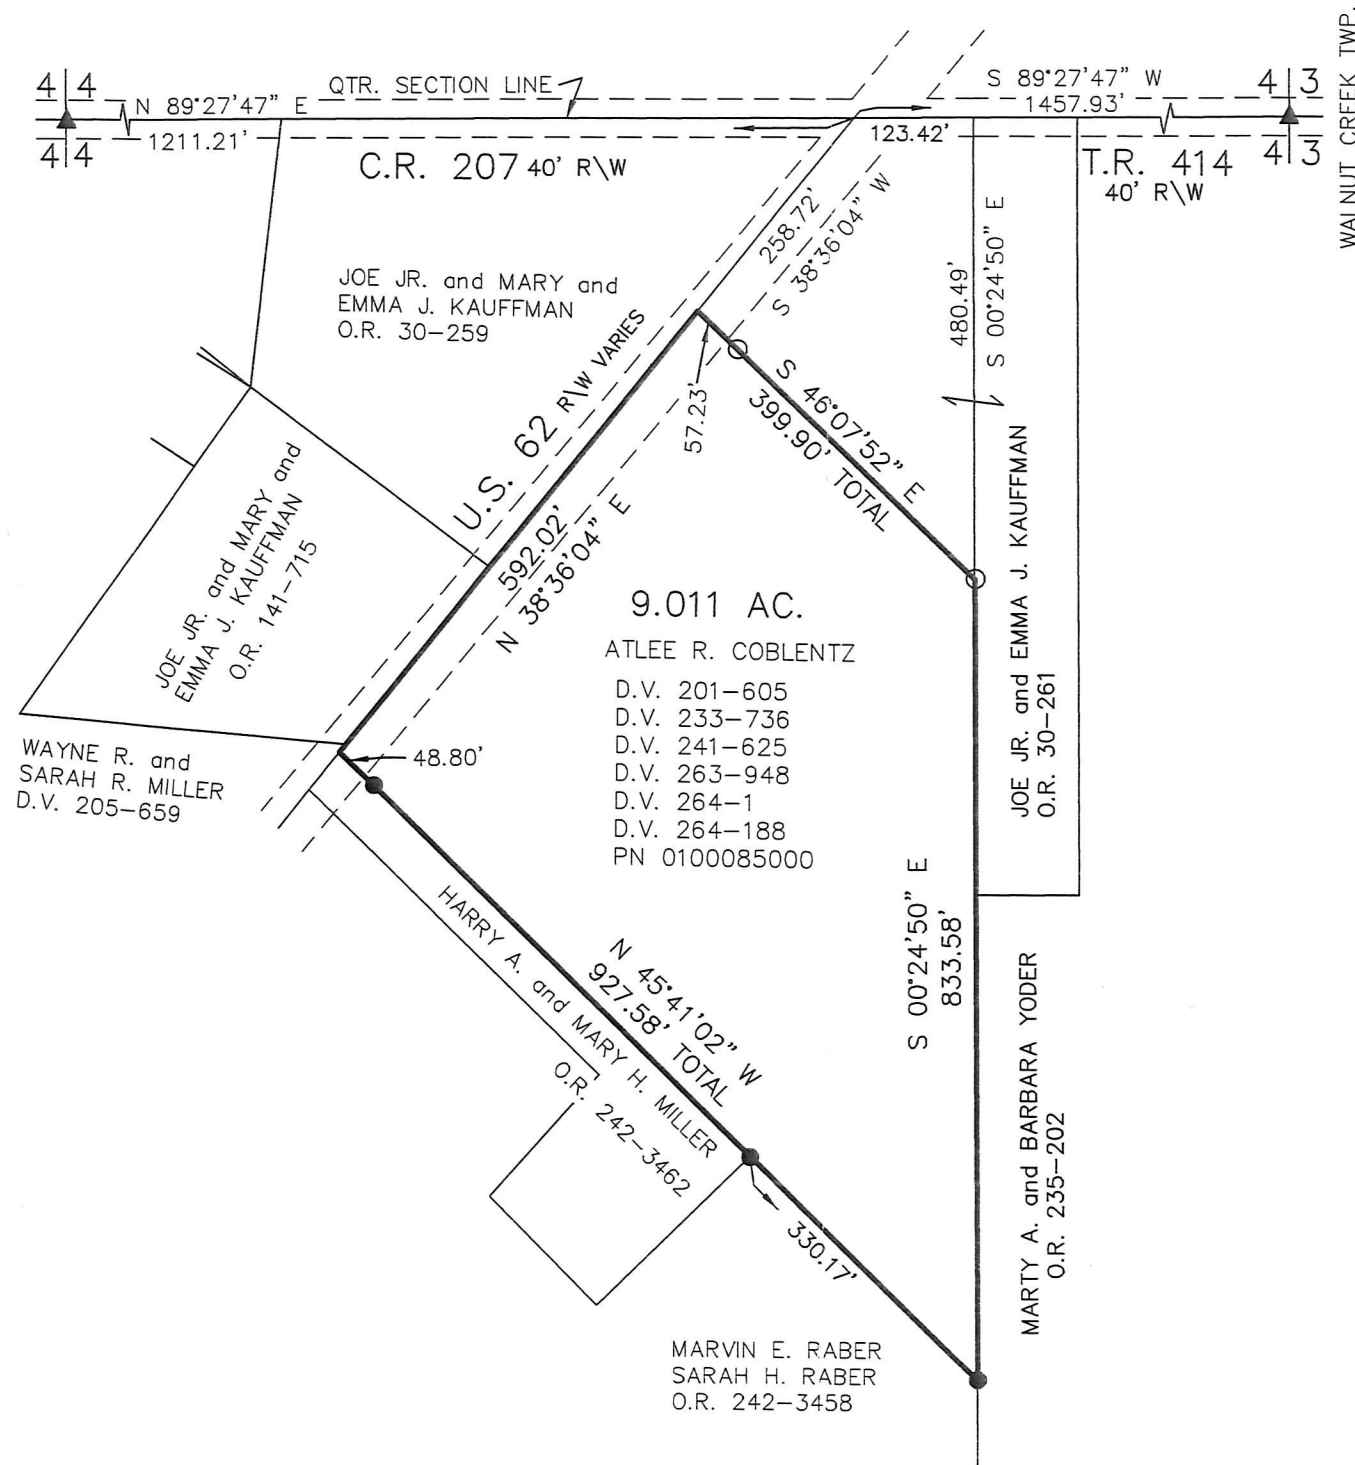 WALNUT CREEK TWP.
4|4
4|4
N 89°27'47" E
1211.21'
QTR. SECTION LINE
S 89°27'47" W
1457.93'
4|3
4|3
123.42'
C.R. 207 40' R\W
T.R. 414
40' R\W
258.72'
S 38°36'04" W
480.49'
S 00°24'50" E
JOE JR. and MARY and
EMMA J. KAUFFMAN
O.R. 30-259
U.S. 62 R\W VARIES
57.23'
S 46°07'52" E
399.90' TOTAL
JOE JR. and MARY and
EMMA J. KAUFFMAN
O.R. 141-715
592.02'
N 38°36'04" E
JOE JR. and EMMA J. KAUFFMAN
O.R. 30-261
9.011 AC.
ATLEE R. COBLENTZ
D.V. 201-605
D.V. 233-736
D.V. 241-625
D.V. 263-948
D.V. 264-1
D.V. 264-188
PN 0100085000
WAYNE R. and
SARAH R. MILLER
D.V. 205-659
48.80'
S 00°24'50" E
833.58'
HARRY A. and MARY H. MILLER
O.R. 242-3462
N 45°41'02" W
927.58' TOTAL
MARTY A. and BARBARA YODER
O.R. 235-202
330.17'
MARVIN E. RABER
SARAH H. RABER
O.R. 242-3458